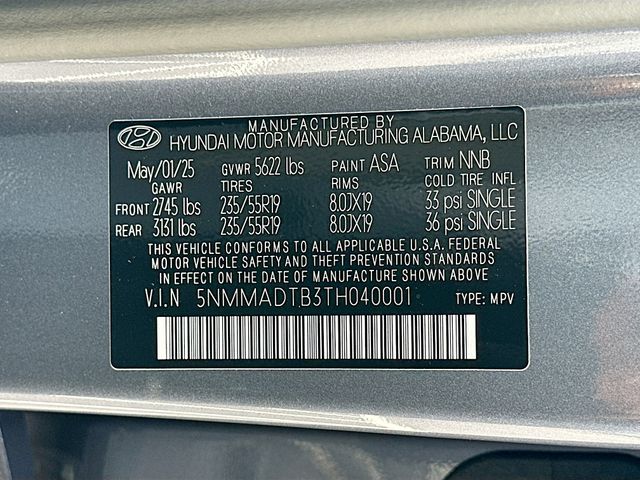 MANUFACTURED BY
HYUNDAI MOTOR MANUFACTURING ALABAMA, LLC
May/01/25 GVWR 5622 lbs PAINT ASA TRIM NNB
GAWR TIRES RIMS COLD TIRE INFL
FRONT 2745 lbs 235/55R19 8.0JX19 33 psi SINGLE
REAR 3131 lbs 235/55R19 8.0JX19 36 psi SINGLE
THIS VEHICLE CONFORMS TO ALL APPLICABLE U.S.A. FEDERAL
MOTOR VEHICLE SAFETY AND THEFT PREVENTION STANDARDS
IN EFFECT ON THE DATE OF MANUFACTURE SHOWN ABOVE.
V.I.N 5NMMADTB3TH040001 TYPE: MPV